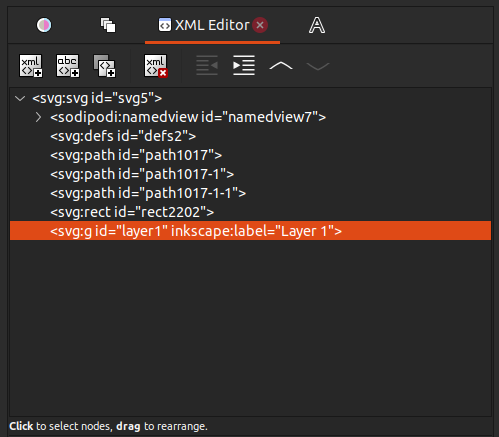 XML Editor
A
xml
abc
xml
<svg:svg id="svg5">
<sodipodi:namedview id="namedview7">
<svg:defs id="defs2">
<svg:path id="path1017">
<svg:path id="path1017-1">
<svg:path id="path1017-1-1">
<svg:rect id="rect2202">
<svg:g id="layer1" inkscape:label="Layer 1">
Click to select nodes, drag to rearrange.